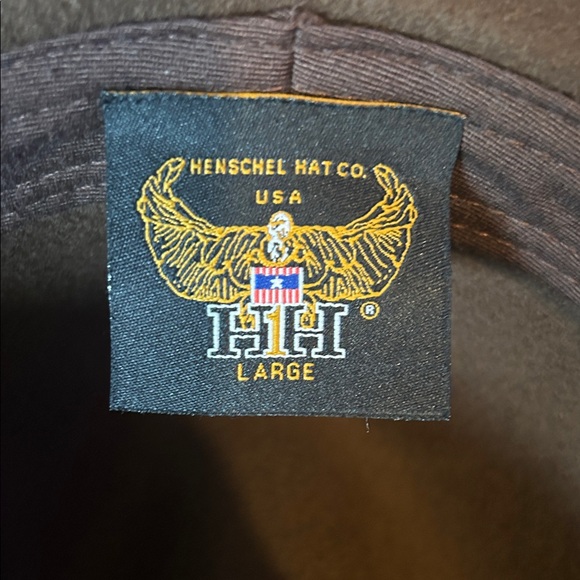 HENSCHEL HAT CO.
USA
H1H ®
LARGE